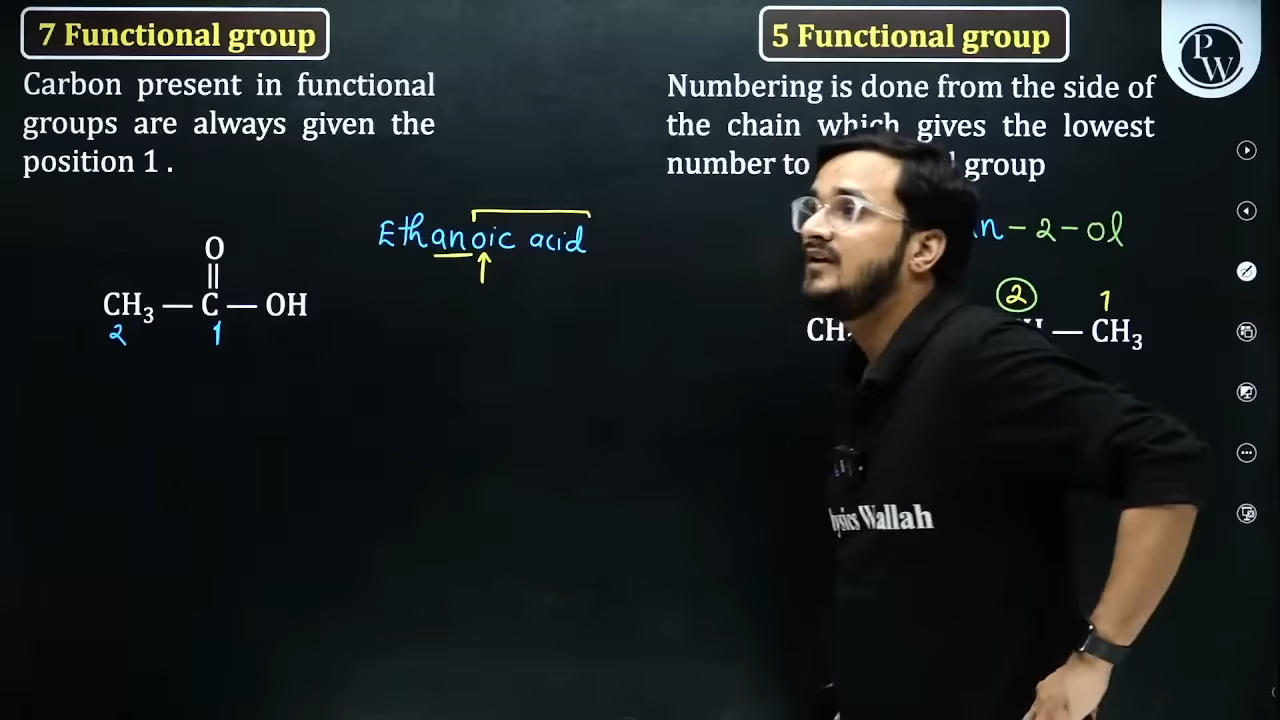 7 Functional group
Carbon present in functional
groups are always given the
position 1 .
Ethanoic acid
O
CH3 — C — OH
2 1
5 Functional group
Numbering is done from the side of
the chain which gives the lowest
number to group
n - 2 - ol
2 1
CH — CH3
PW
Wallah